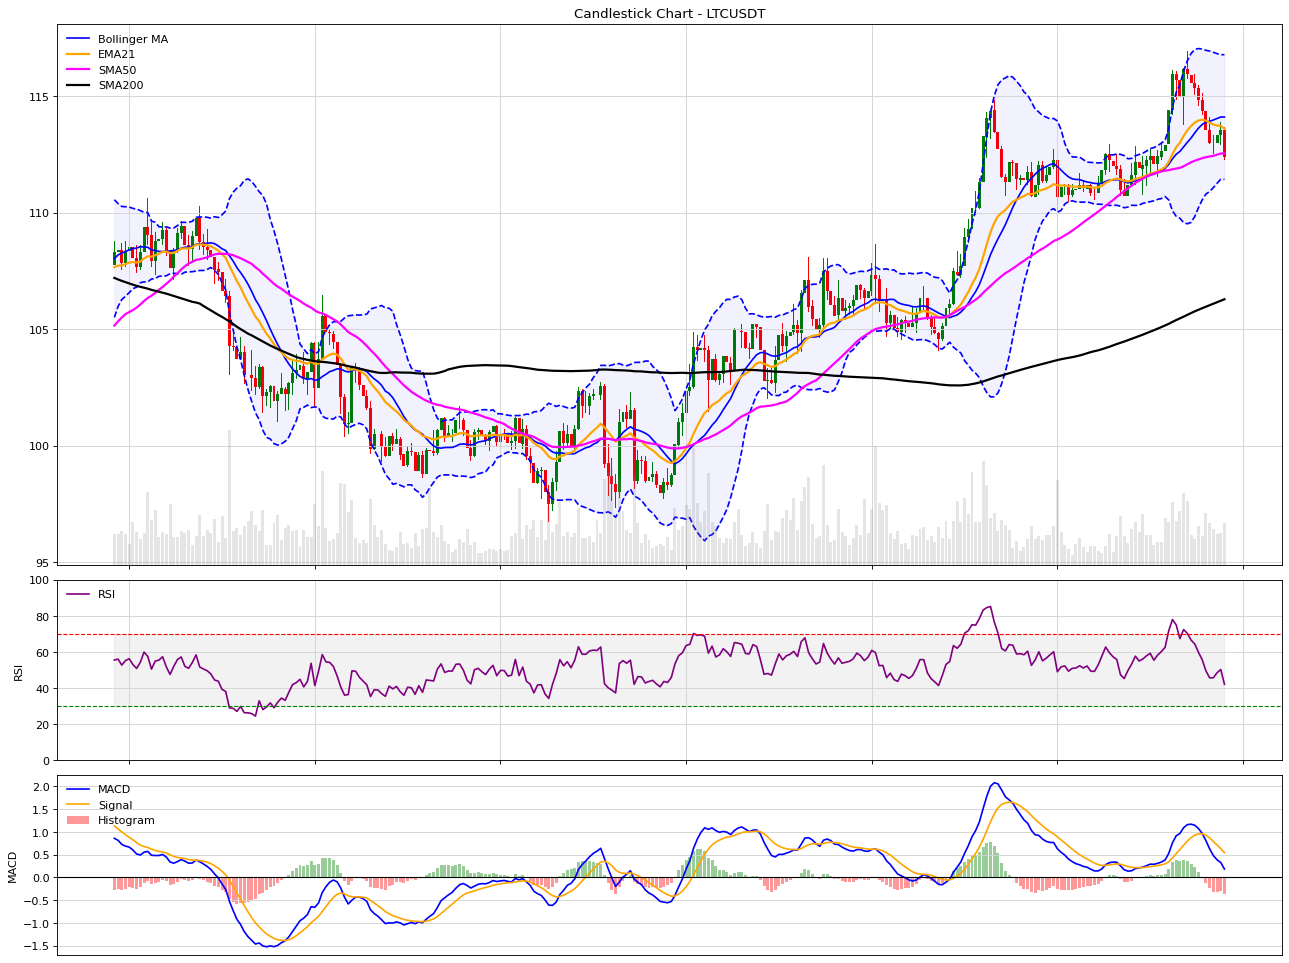 Candlestick Chart - LTCUSDT
Bollinger MA
EMA21
SMA50
SMA200
115
110
105
100
95
100
80
60
40
20
0
RSI
RSI
2.0
1.5
1.0
0.5
0.0
−0.5
−1.0
−1.5
MACD
MACD
Signal
Histogram